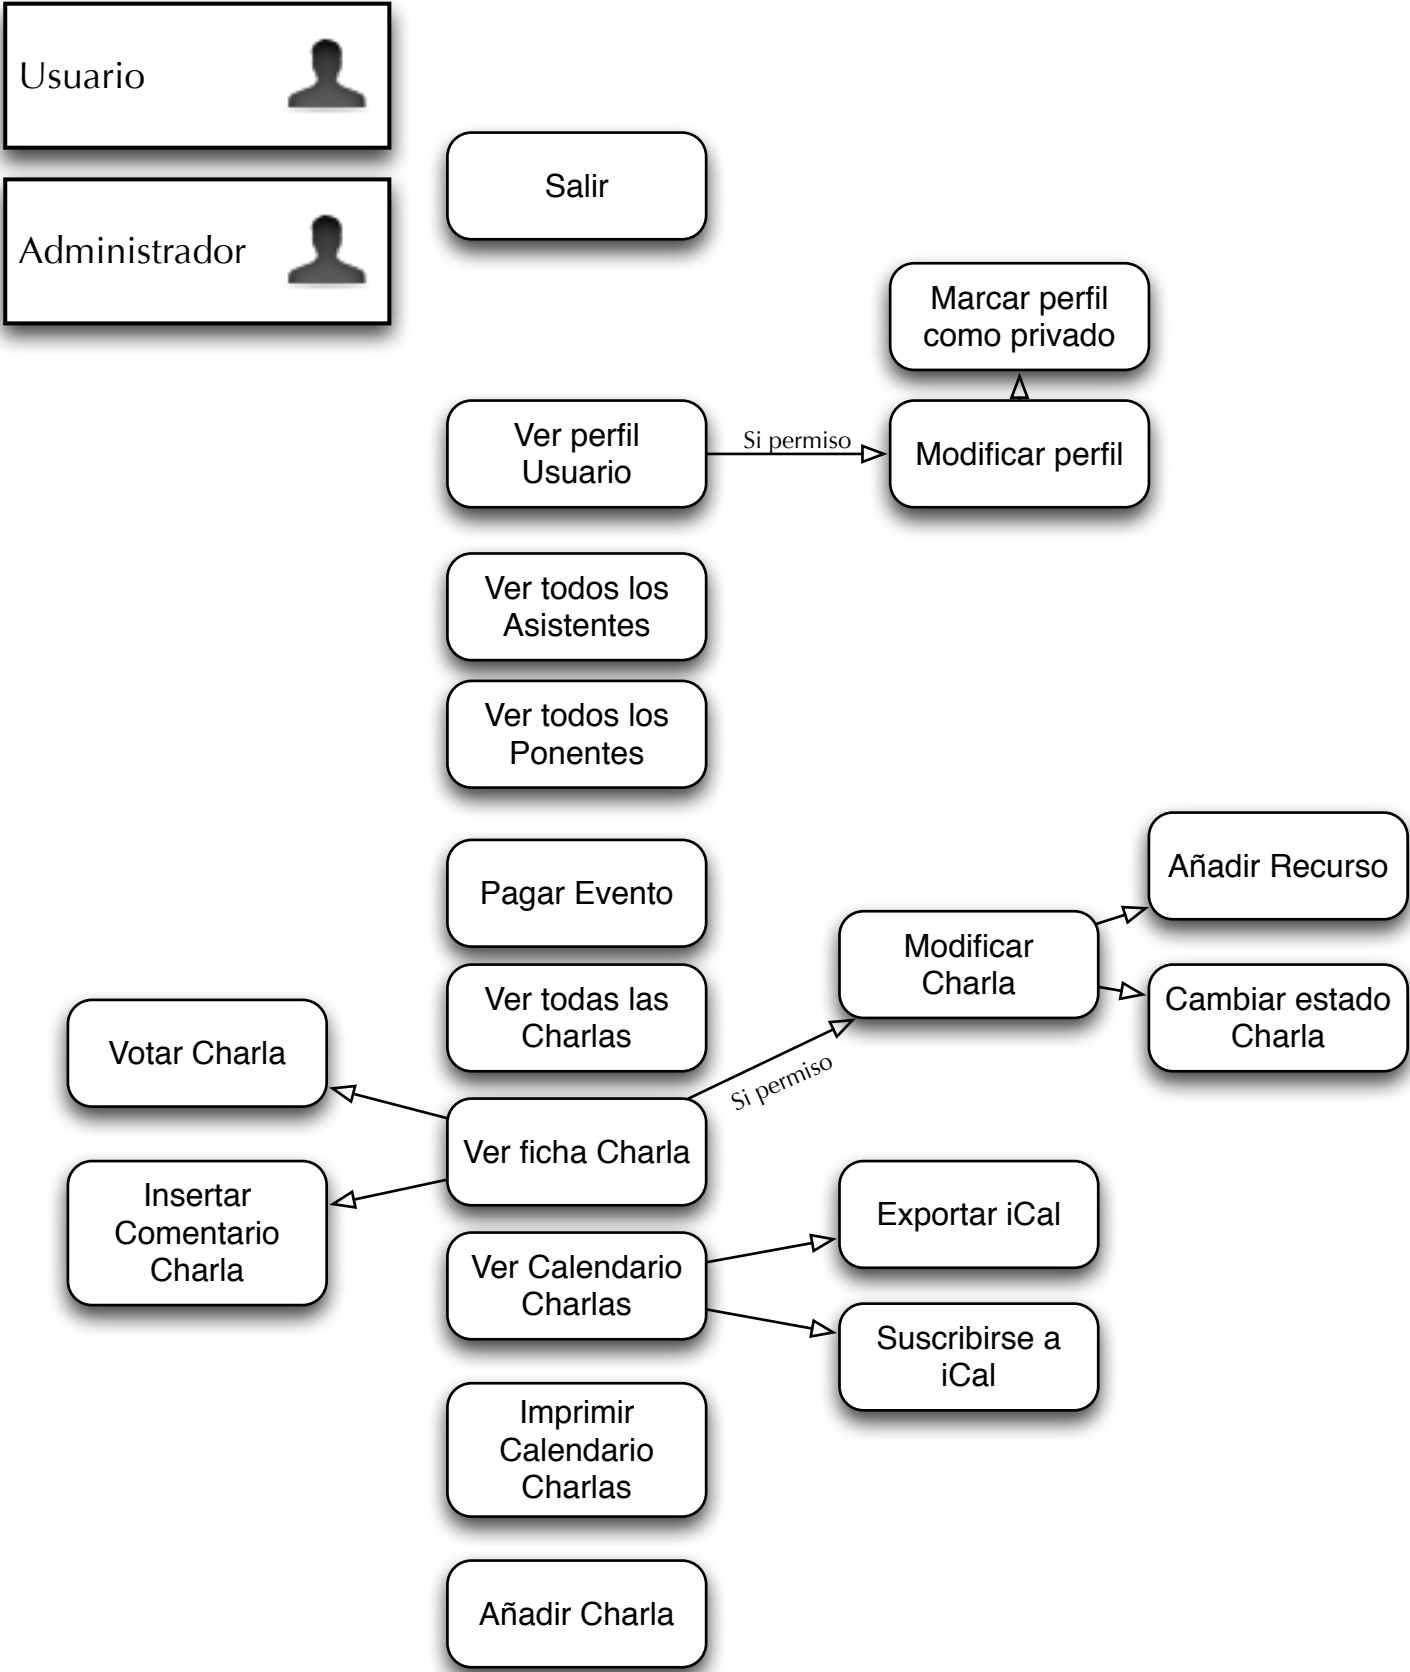 Usuario
Administrador
Salir
Marcar perfil
como privado
Ver perfil
Usuario
Si permiso
Modificar perfil
Ver todos los
Asistentes
Ver todos los
Ponentes
Pagar Evento
Añadir Recurso
Modificar
Charla
Ver todas las
Charlas
Cambiar estado
Charla
Votar Charla
Si permiso
Ver ficha Charla
Insertar
Comentario
Charla
Exportar iCal
Ver Calendario
Charlas
Suscribirse a
iCal
Imprimir
Calendario
Charlas
Añadir Charla